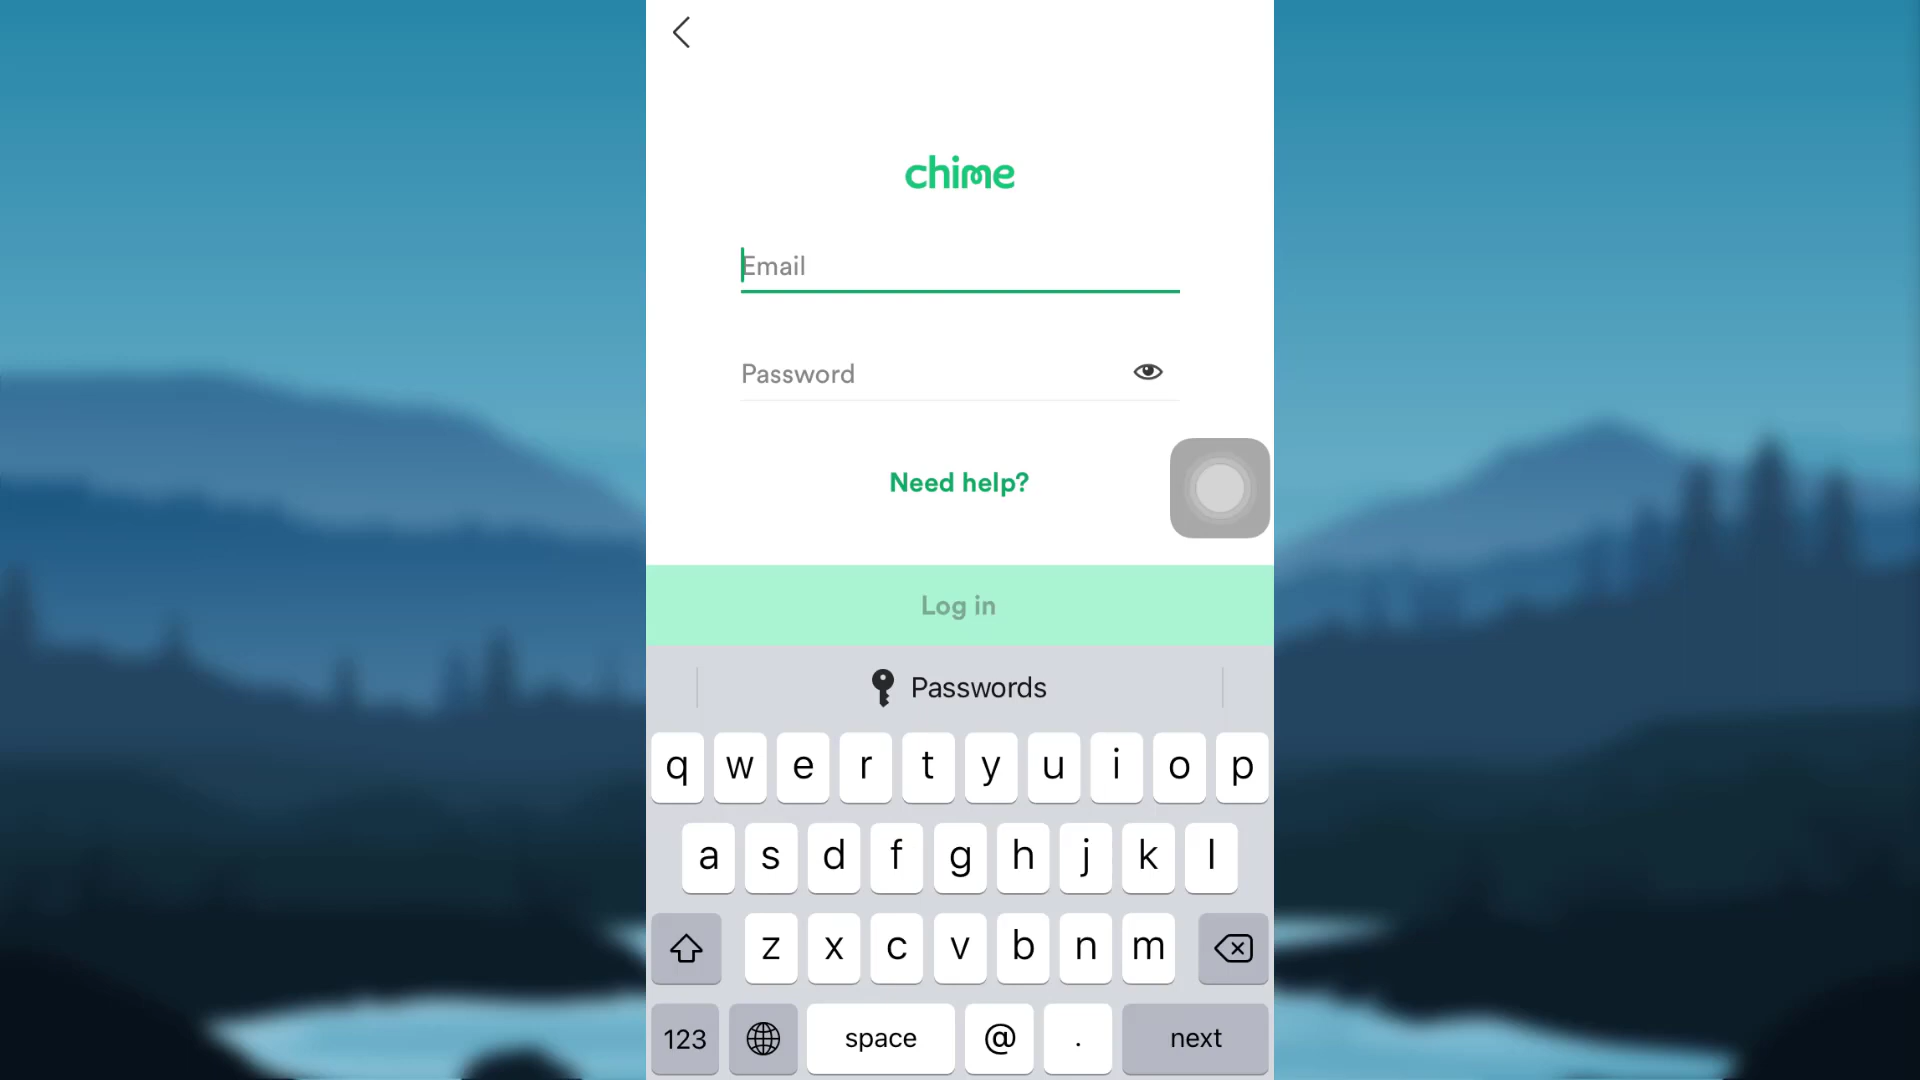 chime
Email
Password
Need help?
Log in
Passwords
q w e r t y u i o p
a s d f g h j k l
z x c v b n m
123 space @ . next